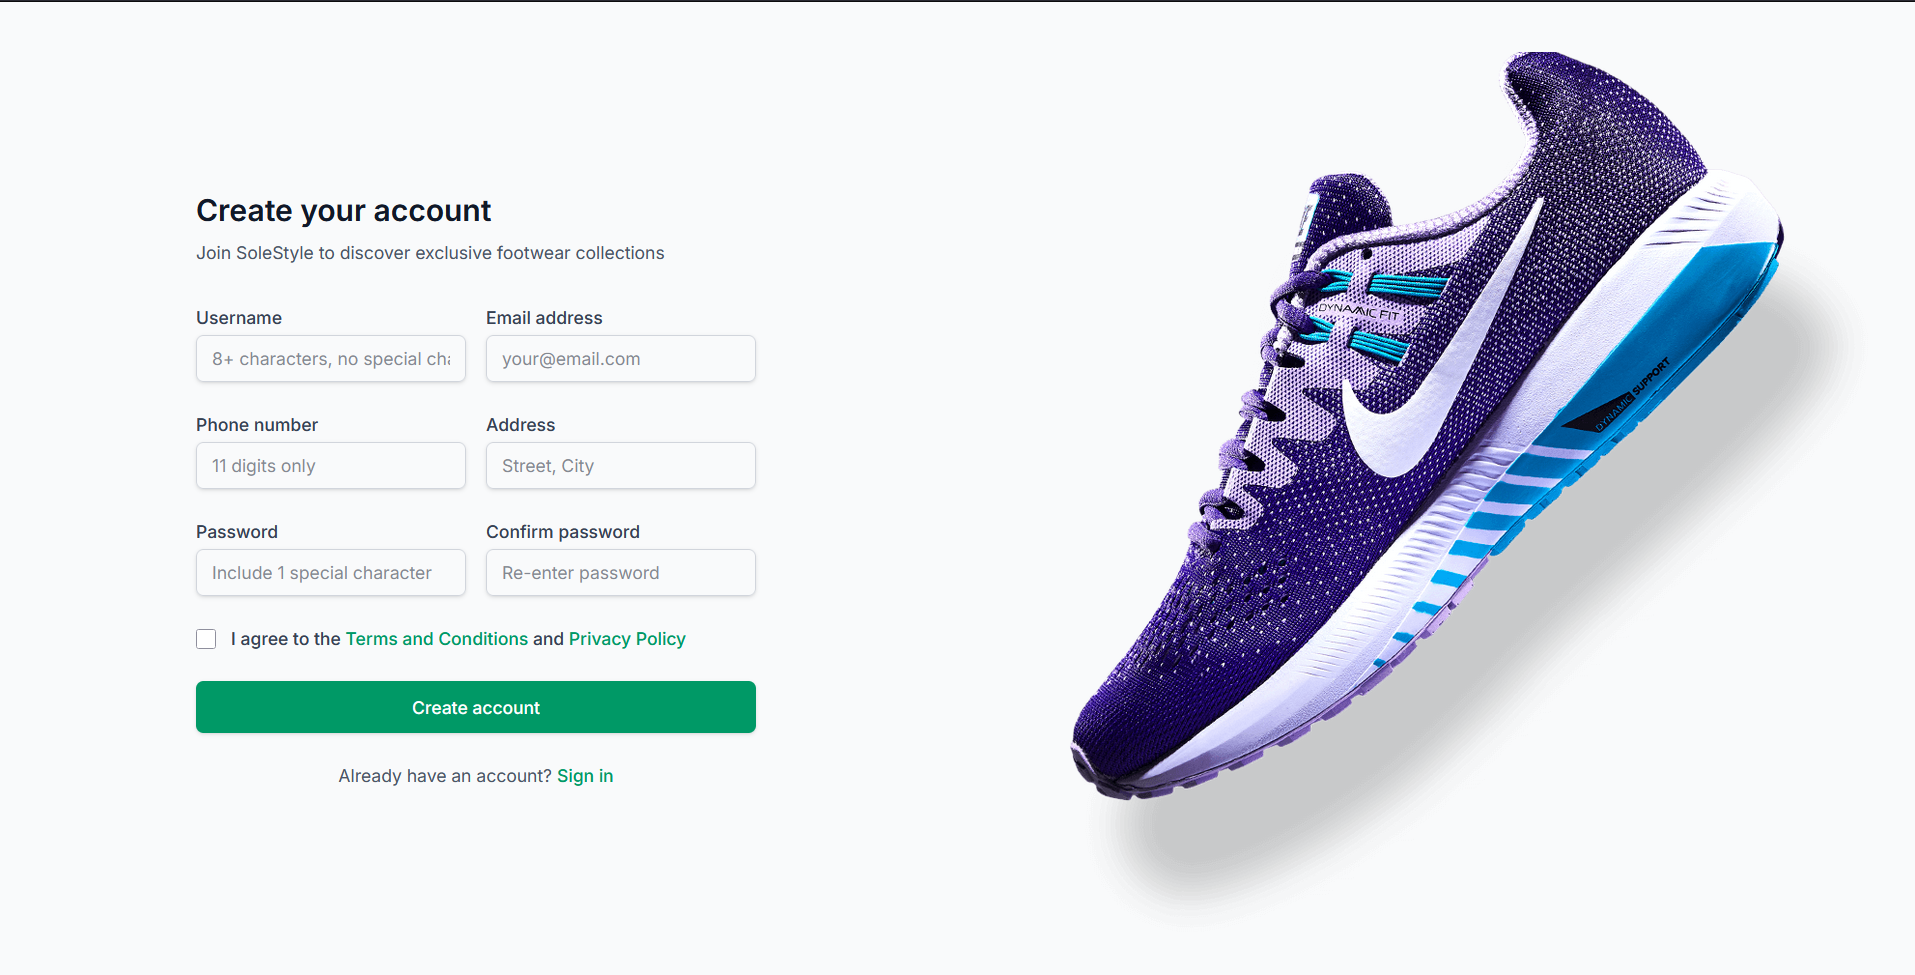 Create your account
Join SoleStyle to discover exclusive footwear collections
Username
Email address
8+ characters, no special cha
your@email.com
Phone number
Address
11 digits only
Street, City
Password
Confirm password
Include 1 special character
Re-enter password
I agree to the Terms and Conditions and Privacy Policy
Create account
Already have an account? Sign in
DYNAMIC FIT
DYNAMIC SUPPORT